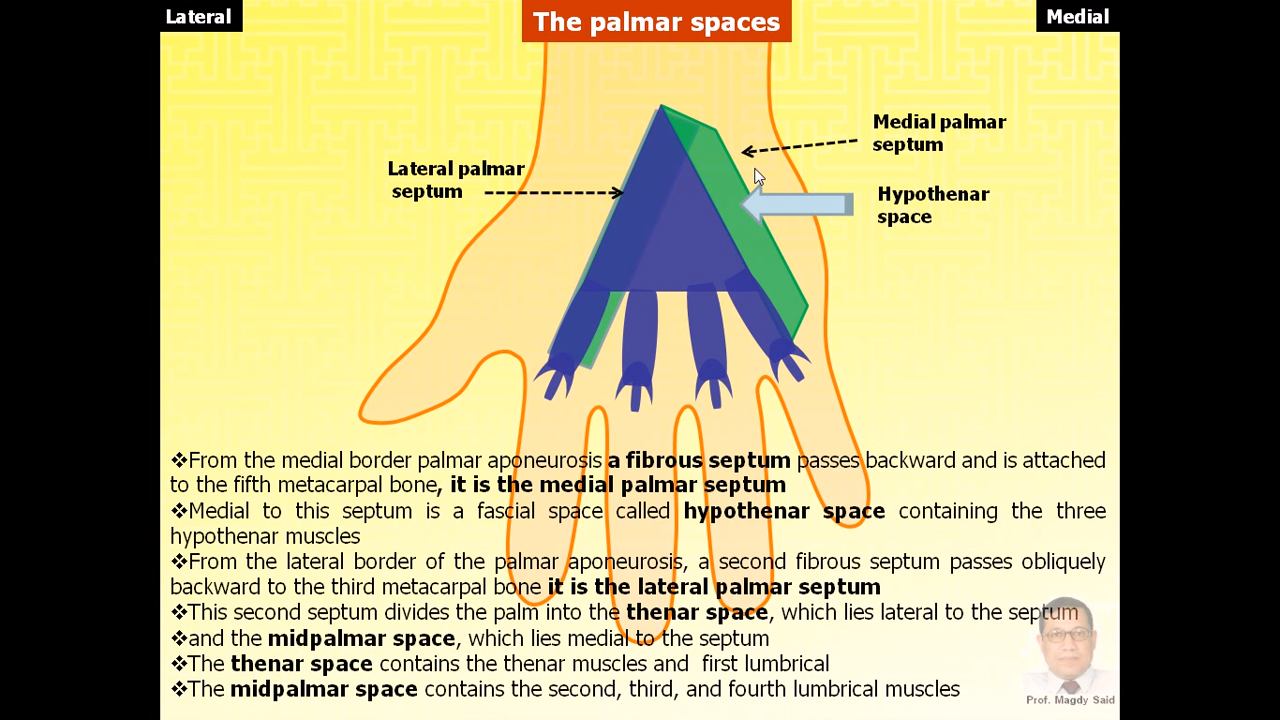 Lateral
The palmar spaces
Medial
Medial palmar
septum
Lateral palmar
septum
Hypothenar
space
❖From the medial border palmar aponeurosis a fibrous septum passes backward and is attached
to the fifth metacarpal bone, it is the medial palmar septum
❖Medial to this septum is a fascial space called hypothenar space containing the three
hypothenar muscles
❖From the lateral border of the palmar aponeurosis, a second fibrous septum passes obliquely
backward to the third metacarpal bone it is the lateral palmar septum
❖This second septum divides the palm into the thenar space, which lies lateral to the septum
❖and the midpalmar space, which lies medial to the septum
❖The thenar space contains the thenar muscles and first lumbrical
❖The midpalmar space contains the second, third, and fourth lumbrical muscles
Prof. Magdy Said